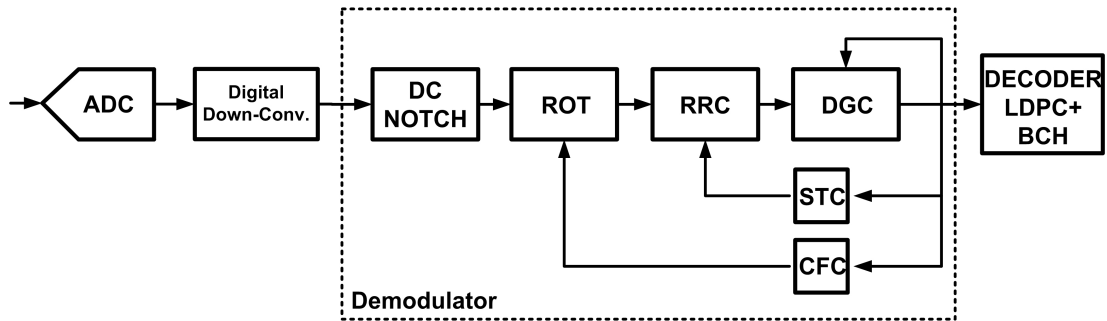 ADC
Digital
Down-Conv.
DC
NOTCH
ROT
RRC
DGC
DECODER
LDPC+
BCH
STC
CFC
Demodulator